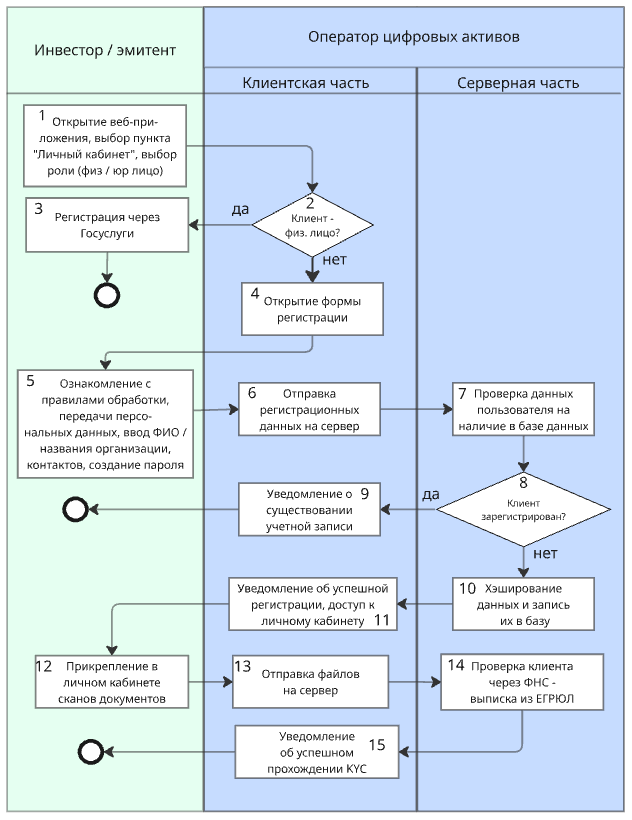 Инвестор / эмитент
Оператор цифровых активов
Клиентская часть
Серверная часть
1
Открытие веб-при-
ложения, выбор пункта
"Личный кабинет", выбор
роли (физ / юр лицо)
2
Клиент -
физ. лицо?
да
нет
3
Регистрация через
Госуслуги
4
Открытие формы
регистрации
5
Ознакомление с
правилами обработки,
передачи персо-
нальных данных, ввод ФИО /
названия организации,
контактов, создание пароля
6
Отправка
регистрационных
данных на сервер
7
Проверка данных
пользователя на
наличие в базе данных
8
Клиент
зарегистрирован?
да
нет
9
Уведомление о
существовании
учетной записи
10
Хэширование
данных и запись
их в базу
Уведомление об успешной
регистрации, доступ к
личному кабинету
11
12
Прикрепление в
личном кабинете
сканов документов
13
Отправка файлов
на сервер
14
Проверка клиента
через ФНС -
выписка из ЕГРЮЛ
Уведомление
об успешном
прохождении KYC
15